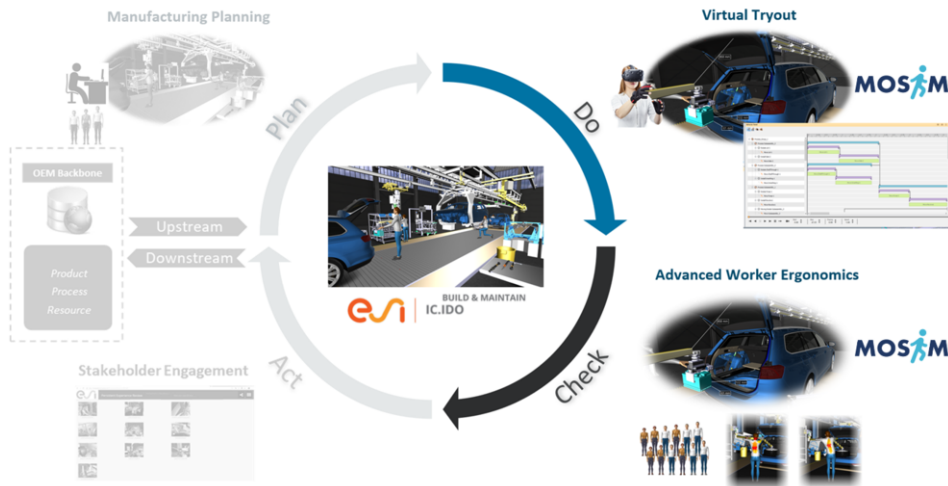 Manufacturing Planning
Virtual Tryout
MOSIM
Plan
Do
OEM Backbone
Upstream
Downstream
Product
Process
Resource
BUILD & MAINTAIN
esi
IC.IDO
Advanced Worker Ergonomics
MOSIM
Act
Check
Stakeholder Engagement
esi